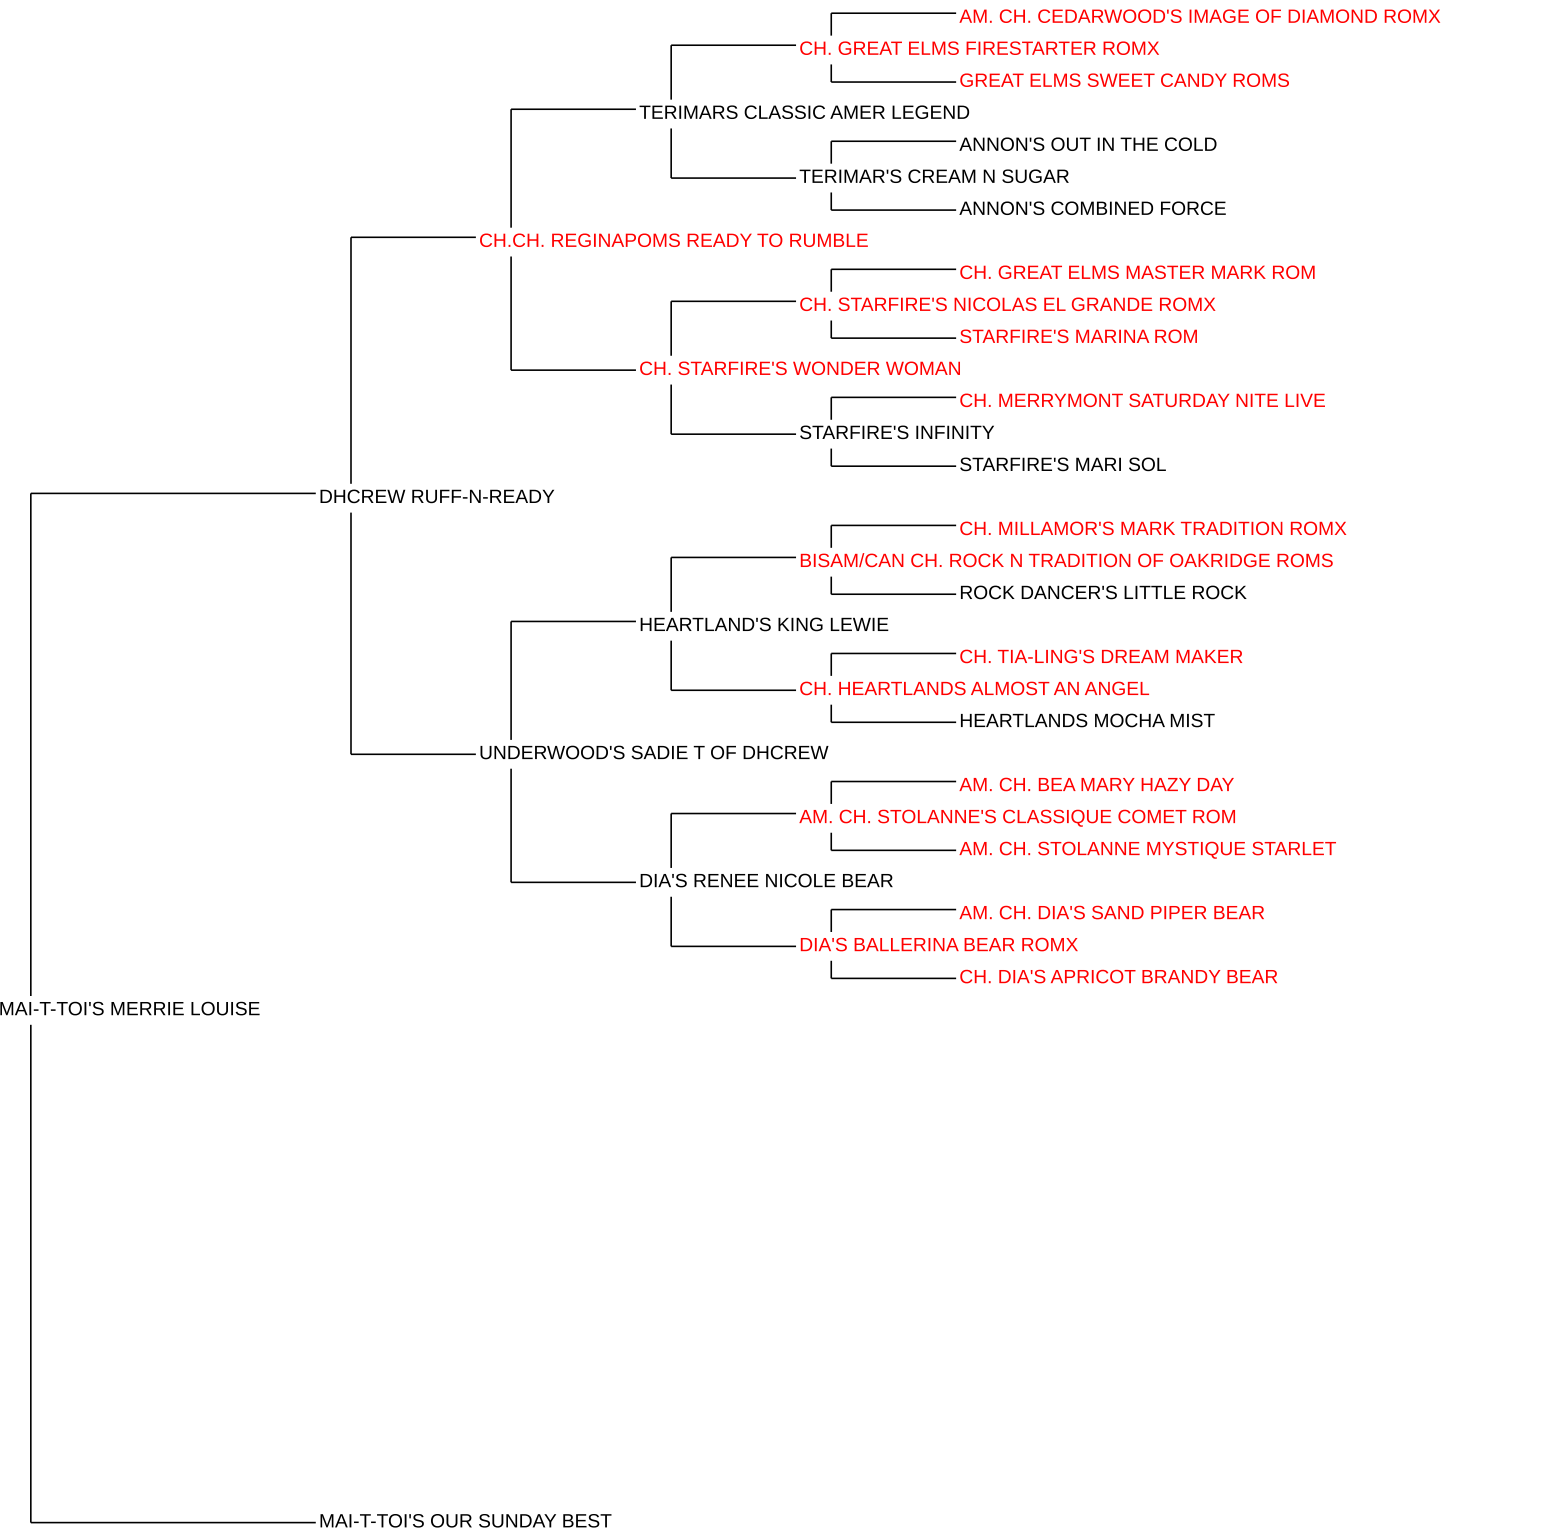 AM. CH. CEDARWOOD'S IMAGE OF DIAMOND ROMX
CH. GREAT ELMS FIRESTARTER ROMX
GREAT ELMS SWEET CANDY ROMS
TERIMARS CLASSIC AMER LEGEND
ANNON'S OUT IN THE COLD
TERIMAR'S CREAM N SUGAR
ANNON'S COMBINED FORCE
CH.CH. REGINAPOMS READY TO RUMBLE
CH. GREAT ELMS MASTER MARK ROM
CH. STARFIRE'S NICOLAS EL GRANDE ROMX
STARFIRE'S MARINA ROM
CH. STARFIRE'S WONDER WOMAN
CH. MERRYMONT SATURDAY NITE LIVE
STARFIRE'S INFINITY
STARFIRE'S MARI SOL
DHCREW RUFF-N-READY
CH. MILLAMOR'S MARK TRADITION ROMX
BISAM/CAN CH. ROCK N TRADITION OF OAKRIDGE ROMS
ROCK DANCER'S LITTLE ROCK
HEARTLAND'S KING LEWIE
CH. TIA-LING'S DREAM MAKER
CH. HEARTLANDS ALMOST AN ANGEL
HEARTLANDS MOCHA MIST
UNDERWOOD'S SADIE T OF DHCREW
AM. CH. BEA MARY HAZY DAY
AM. CH. STOLANNE'S CLASSIQUE COMET ROM
AM. CH. STOLANNE MYSTIQUE STARLET
DIA'S RENEE NICOLE BEAR
AM. CH. DIA'S SAND PIPER BEAR
DIA'S BALLERINA BEAR ROMX
CH. DIA'S APRICOT BRANDY BEAR
MAI-T-TOI'S MERRIE LOUISE
MAI-T-TOI'S OUR SUNDAY BEST